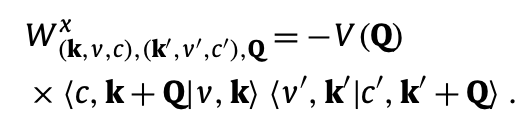 W^x_{(𝐤,ν,c),(𝐤′,ν′,c′),𝐐} = −V(𝐐)
× ⟨c, 𝐤 + 𝐐|ν, 𝐤⟩ ⟨ν′, 𝐤′|c′, 𝐤′ + 𝐐⟩ .